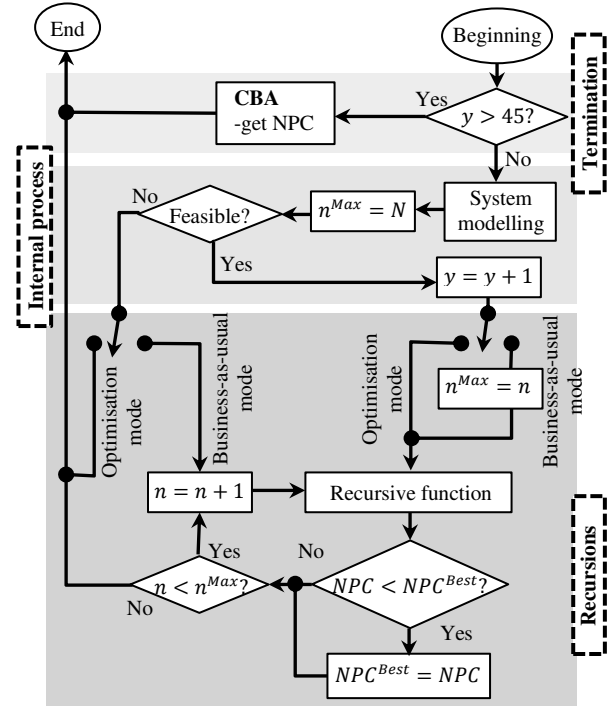 End
Beginning
Termination
CBA
-get NPC
Yes
y > 45?
No
Internal process
No
Feasible?
n^{Max} = N
System
modelling
Yes
y = y + 1
Optimisation
mode
Business-as-usual
mode
Optimisation
mode
n^{Max} = n
Business-as-usual
mode
n = n + 1
Recursive function
Recursions
Yes
No
n < n^{Max}?
No
NPC < NPC^{Best}?
Yes
NPC^{Best} = NPC